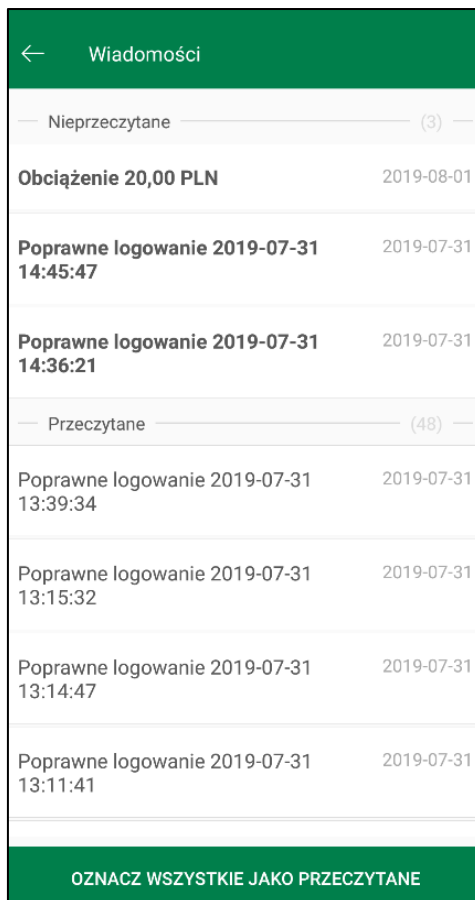 Wiadomości
Nieprzeczytane (3)
Obciążenie 20,00 PLN 2019-08-01
Poprawne logowanie 2019-07-31 2019-07-31
14:45:47
Poprawne logowanie 2019-07-31 2019-07-31
14:36:21
Przeczytane (48)
Poprawne logowanie 2019-07-31 2019-07-31
13:39:34
Poprawne logowanie 2019-07-31 2019-07-31
13:15:32
Poprawne logowanie 2019-07-31 2019-07-31
13:14:47
Poprawne logowanie 2019-07-31 2019-07-31
13:11:41
OZNACZ WSZYSTKIE JAKO PRZECZYTANE